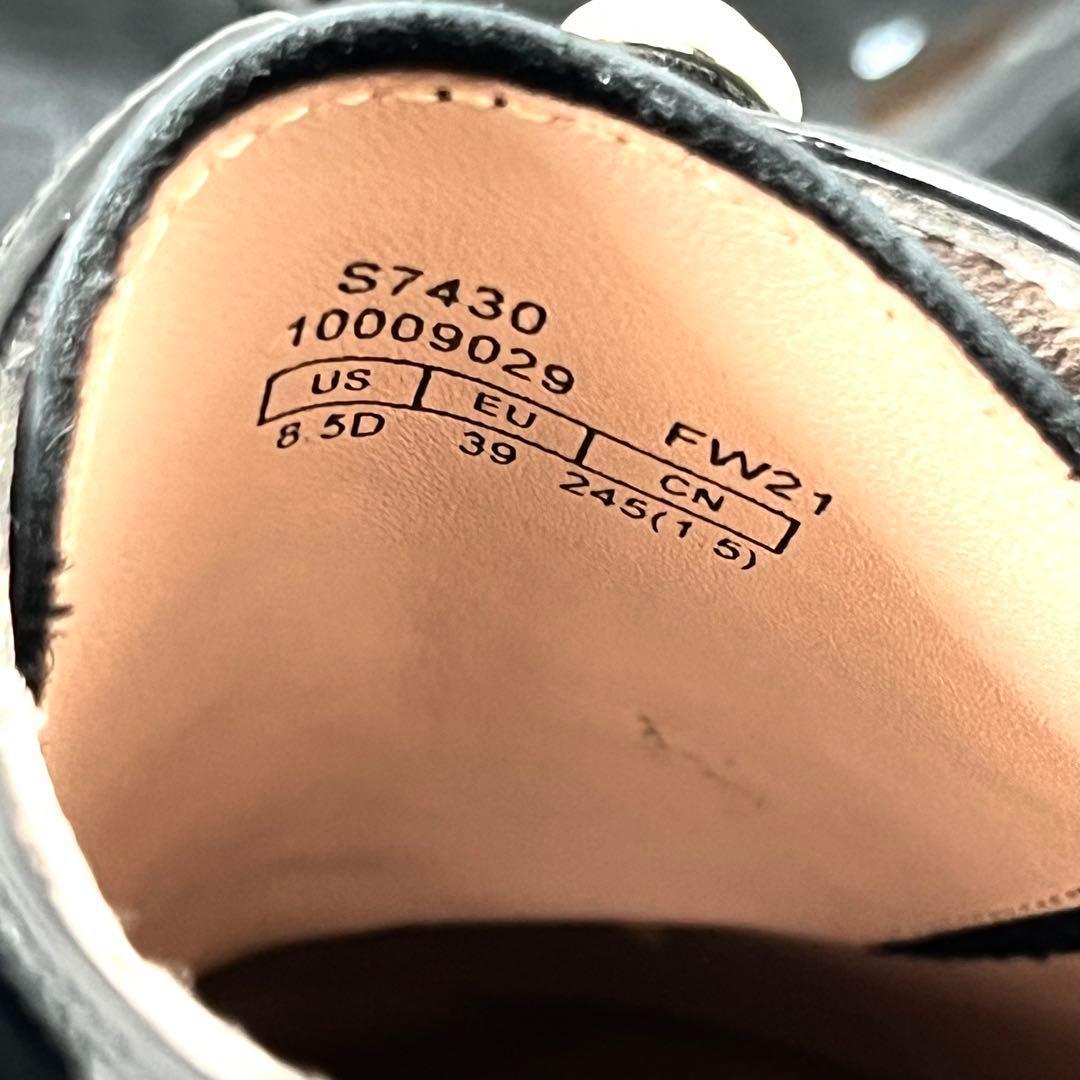 S7430
10009029 FW21
US EU CN
8.5D 39 245(1.5)